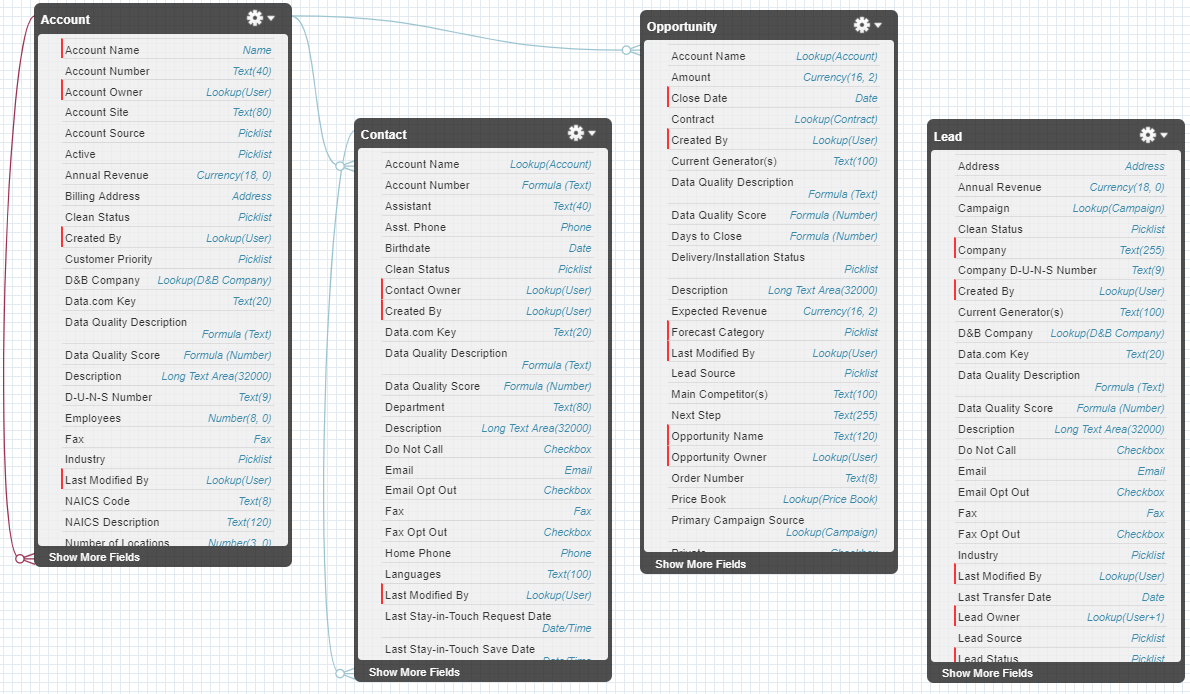 Account
Account Name Name
Account Number Text(40)
Account Owner Lookup(User)
Account Site Text(80)
Account Source Picklist
Active Picklist
Annual Revenue Currency(18, 0)
Billing Address Address
Clean Status Picklist
Created By Lookup(User)
Customer Priority Picklist
D&B Company Lookup(D&B Company)
Data.com Key Text(20)
Data Quality Description
Formula (Text)
Data Quality Score Formula (Number)
Description Long Text Area(32000)
D-U-N-S Number Text(9)
Employees Number(8, 0)
Fax Fax
Industry Picklist
Last Modified By Lookup(User)
NAICS Code Text(8)
NAICS Description Text(120)
Number of Locations Number(3, 0)
Show More Fields
Contact
Account Name Lookup(Account)
Account Number Formula (Text)
Assistant Text(40)
Asst. Phone Phone
Birthdate Date
Clean Status Picklist
Contact Owner Lookup(User)
Created By Lookup(User)
Data.com Key Text(20)
Data Quality Description
Formula (Text)
Data Quality Score Formula (Number)
Department Text(80)
Description Long Text Area(32000)
Do Not Call Checkbox
Email Email
Email Opt Out Checkbox
Fax Fax
Fax Opt Out Checkbox
Home Phone Phone
Languages Text(100)
Last Modified By Lookup(User)
Last Stay-in-Touch Request Date
Date/Time
Last Stay-in-Touch Save Date
Date/Time
Show More Fields
Opportunity
Account Name Lookup(Account)
Amount Currency(16, 2)
Close Date Date
Contract Lookup(Contract)
Created By Lookup(User)
Current Generator(s) Text(100)
Data Quality Description
Formula (Text)
Data Quality Score Formula (Number)
Days to Close Formula (Number)
Delivery/Installation Status
Picklist
Description Long Text Area(32000)
Expected Revenue Currency(16, 2)
Forecast Category Picklist
Last Modified By Lookup(User)
Lead Source Picklist
Main Competitor(s) Text(100)
Next Step Text(255)
Opportunity Name Text(120)
Opportunity Owner Lookup(User)
Order Number Text(8)
Price Book Lookup(Price Book)
Primary Campaign Source
Lookup(Campaign)
Private Checkbox
Show More Fields
Lead
Address Address
Annual Revenue Currency(18, 0)
Campaign Lookup(Campaign)
Clean Status Picklist
Company Text(255)
Company D-U-N-S Number Text(9)
Created By Lookup(User)
Current Generator(s) Text(100)
D&B Company Lookup(D&B Company)
Data.com Key Text(20)
Data Quality Description
Formula (Text)
Data Quality Score Formula (Number)
Description Long Text Area(32000)
Do Not Call Checkbox
Email Email
Email Opt Out Checkbox
Fax Fax
Fax Opt Out Checkbox
Industry Picklist
Last Modified By Lookup(User)
Last Transfer Date Date
Lead Owner Lookup(User+1)
Lead Source Picklist
Lead Status Picklist
Show More Fields